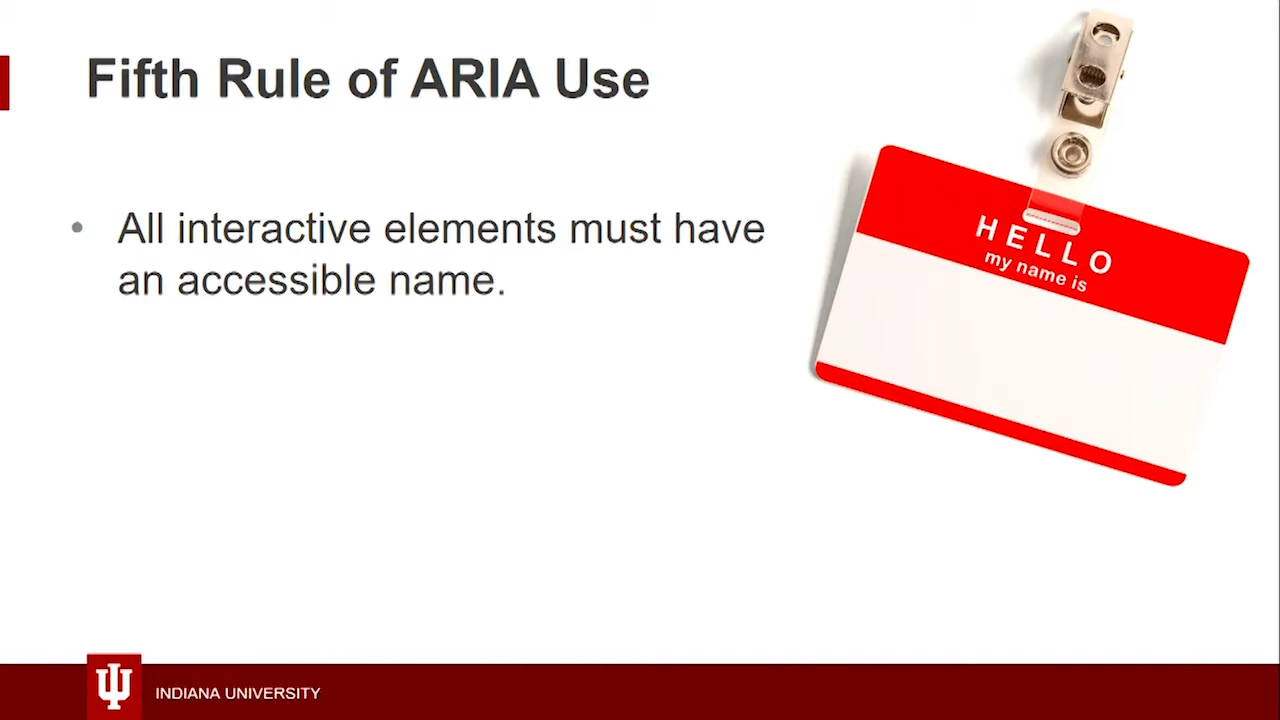 Fifth Rule of ARIA Use
• All interactive elements must have
an accessible name.
HELLO
my name is
INDIANA UNIVERSITY